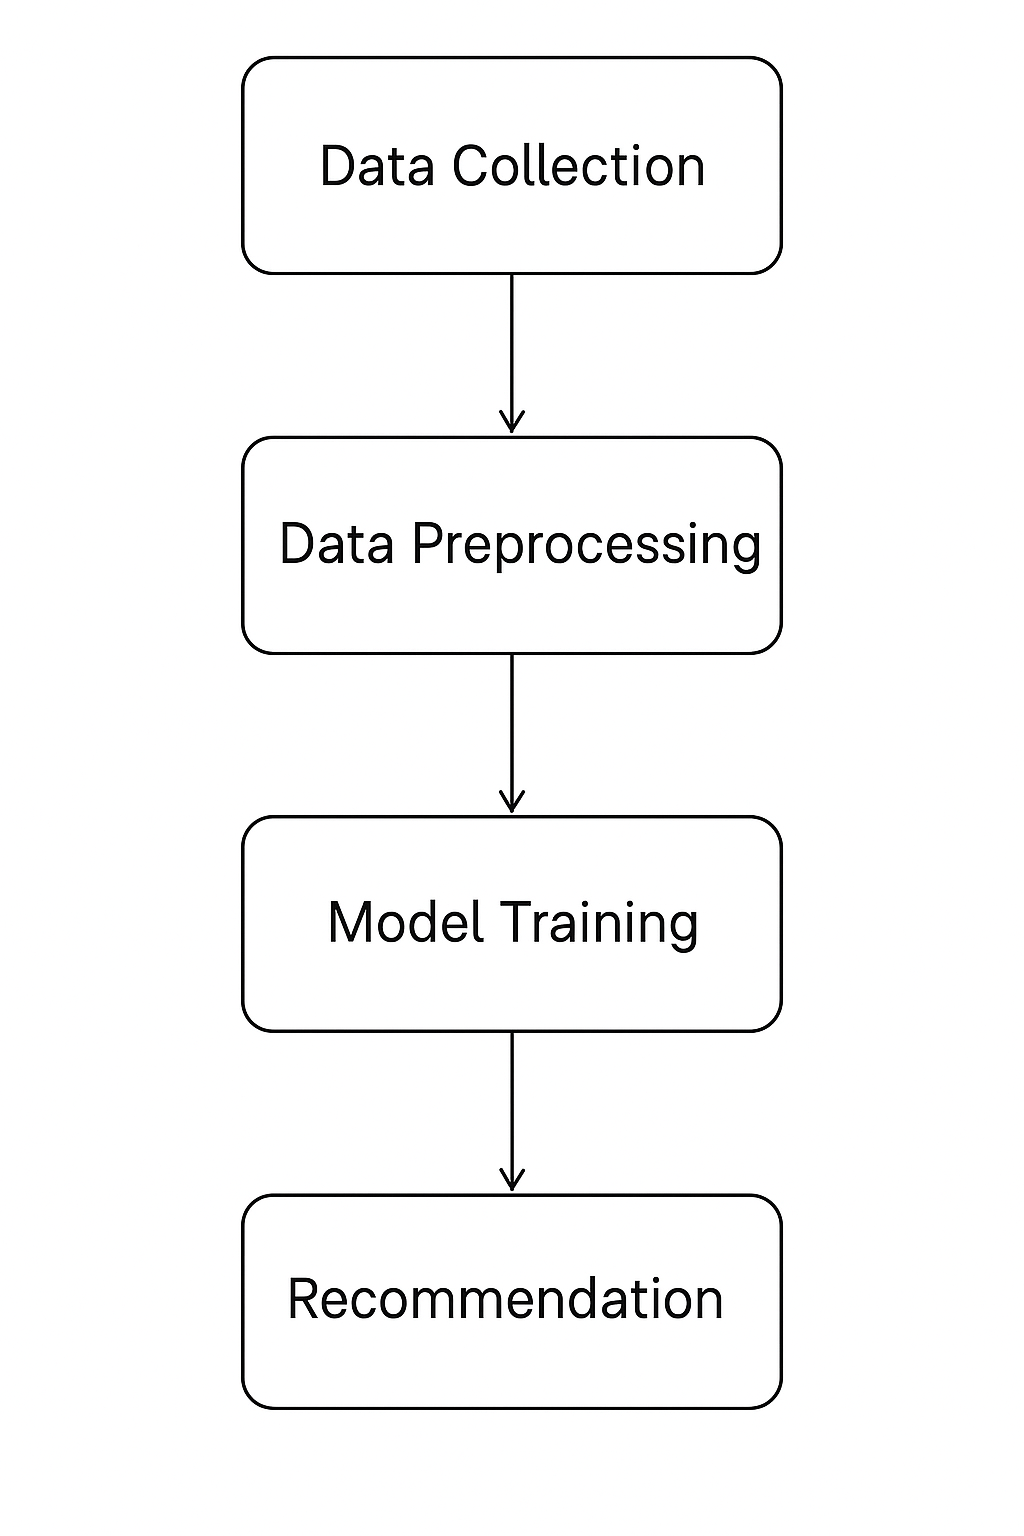 Data Collection
Data Preprocessing
Model Training
Recommendation